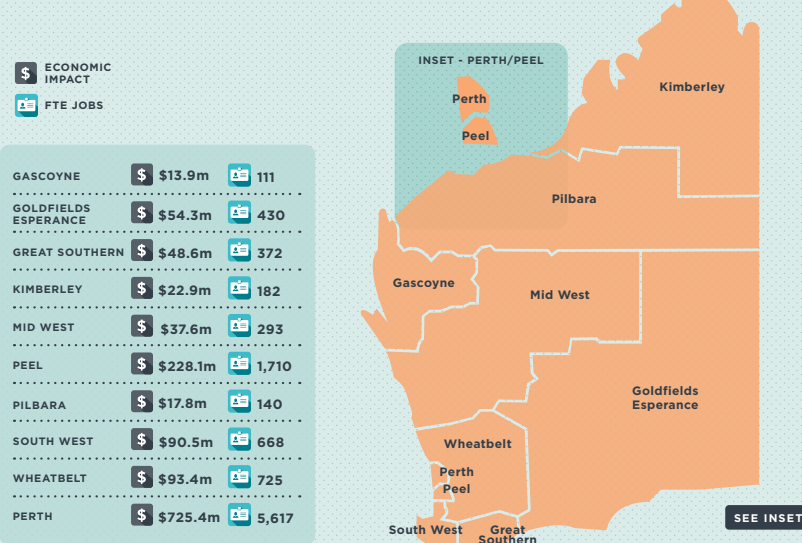 $ ECONOMIC
IMPACT
FTE JOBS
GASCOYNE $ $13.9m 111
GOLDFIELDS
ESPERANCE $ $54.3m 430
GREAT SOUTHERN $ $48.6m 372
KIMBERLEY $ $22.9m 182
MID WEST $ $37.6m 293
PEEL $ $228.1m 1,710
PILBARA $ $17.8m 140
SOUTH WEST $ $90.5m 668
WHEATBELT $ $93.4m 725
PERTH $ $725.4m 5,617
INSET - PERTH/PEEL
Perth
Peel
Kimberley
Pilbara
Gascoyne
Mid West
Goldfields
Esperance
Wheatbelt
Perth
Peel
South West
Great
Southern
SEE INSET